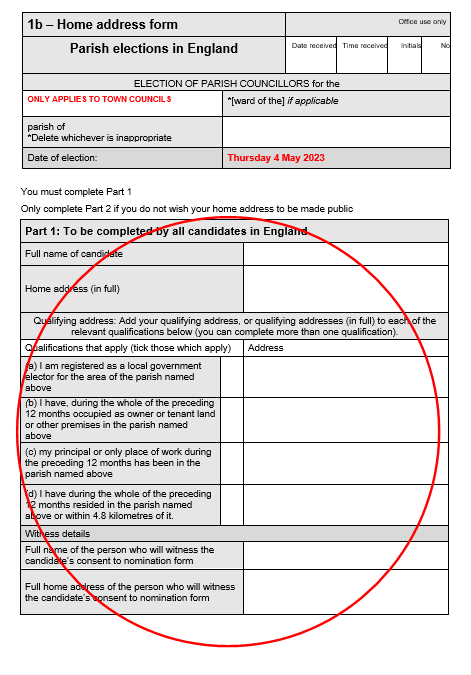 1b – Home address form
Office use only
Parish elections in England
Date received
Time received
Initials
No
ELECTION OF PARISH COUNCILLORS for the
ONLY APPLIES TO TOWN COUNCILS
*[ward of the] if applicable
parish of
*Delete whichever is inappropriate
Date of election:
Thursday 4 May 2023
You must complete Part 1
Only complete Part 2 if you do not wish your home address to be made public
Part 1: To be completed by all candidates in England
Full name of candidate
Home address (in full)
Qualifying address: Add your qualifying address, or qualifying addresses (in full) to each of the
relevant qualifications below (you can complete more than one qualification).
Qualifications that apply (tick those which apply)
Address
(a) I am registered as a local government
elector for the area of the parish named
above
(b) I have, during the whole of the preceding
12 months occupied as owner or tenant land
or other premises in the parish named
above
(c) my principal or only place of work during
the preceding 12 months has been in the
parish named above
(d) I have during the whole of the preceding
12 months resided in the parish named
above or within 4.8 kilometres of it.
Witness details
Full name of the person who will witness the
candidate's consent to nomination form
Full home address of the person who will witness
the candidate's consent to nomination form